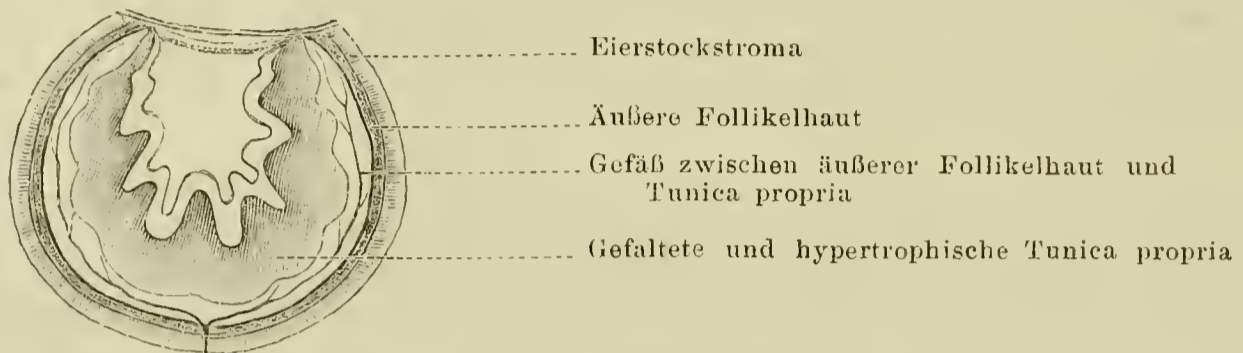 Eierstockstroma
Äußere Follikelhaut
Gefäß zwischen äußerer Follikelhaut und
Tunica propria
Gefaltete und hypertrophische Tunica propria